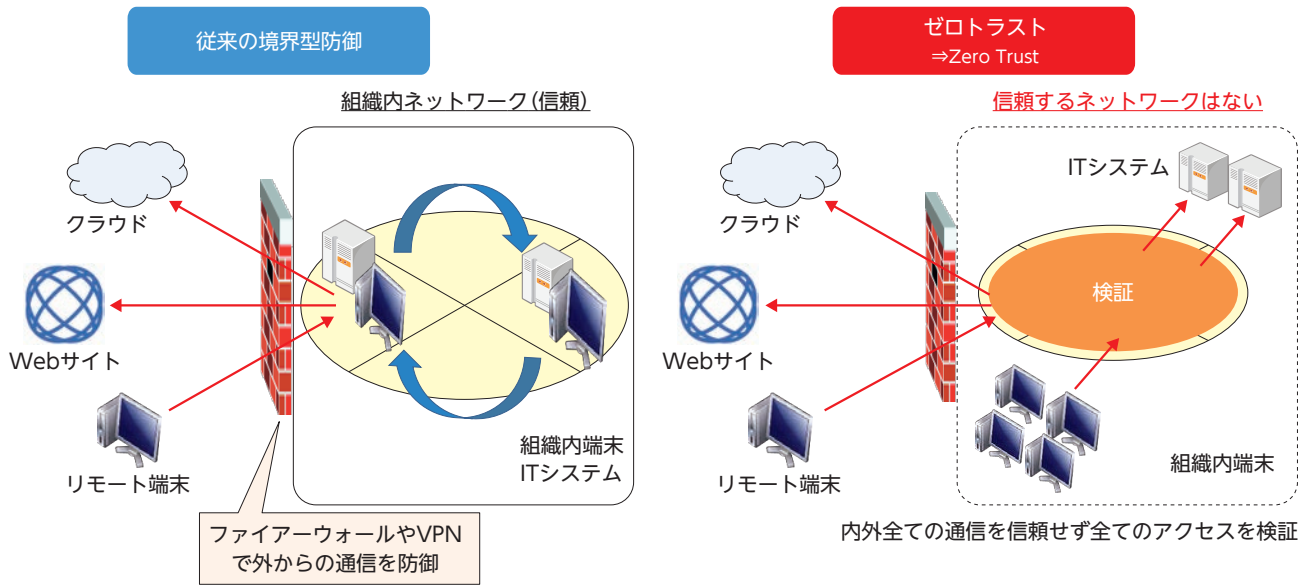 従来の境界型防御
組織内ネットワーク(信頼)
クラウド
Webサイト
リモート端末
組織内端末
ITシステム
ファイアーウォールやVPN
で外からの通信を防御
ゼロトラスト
⇒Zero Trust
信頼するネットワークはない
ITシステム
クラウド
検証
Webサイト
リモート端末
組織内端末
内外全ての通信を信頼せず全てのアクセスを検証